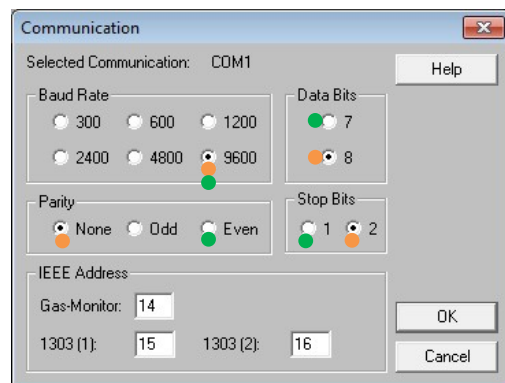 Communication
Selected Communication: COM1
Help
Baud Rate
300 600 1200
2400 4800 9600
Data Bits
7
8
Parity
None Odd Even
Stop Bits
1 2
IEEE Address
Gas-Monitor: 14
1303 (1): 15 1303 (2): 16
OK
Cancel